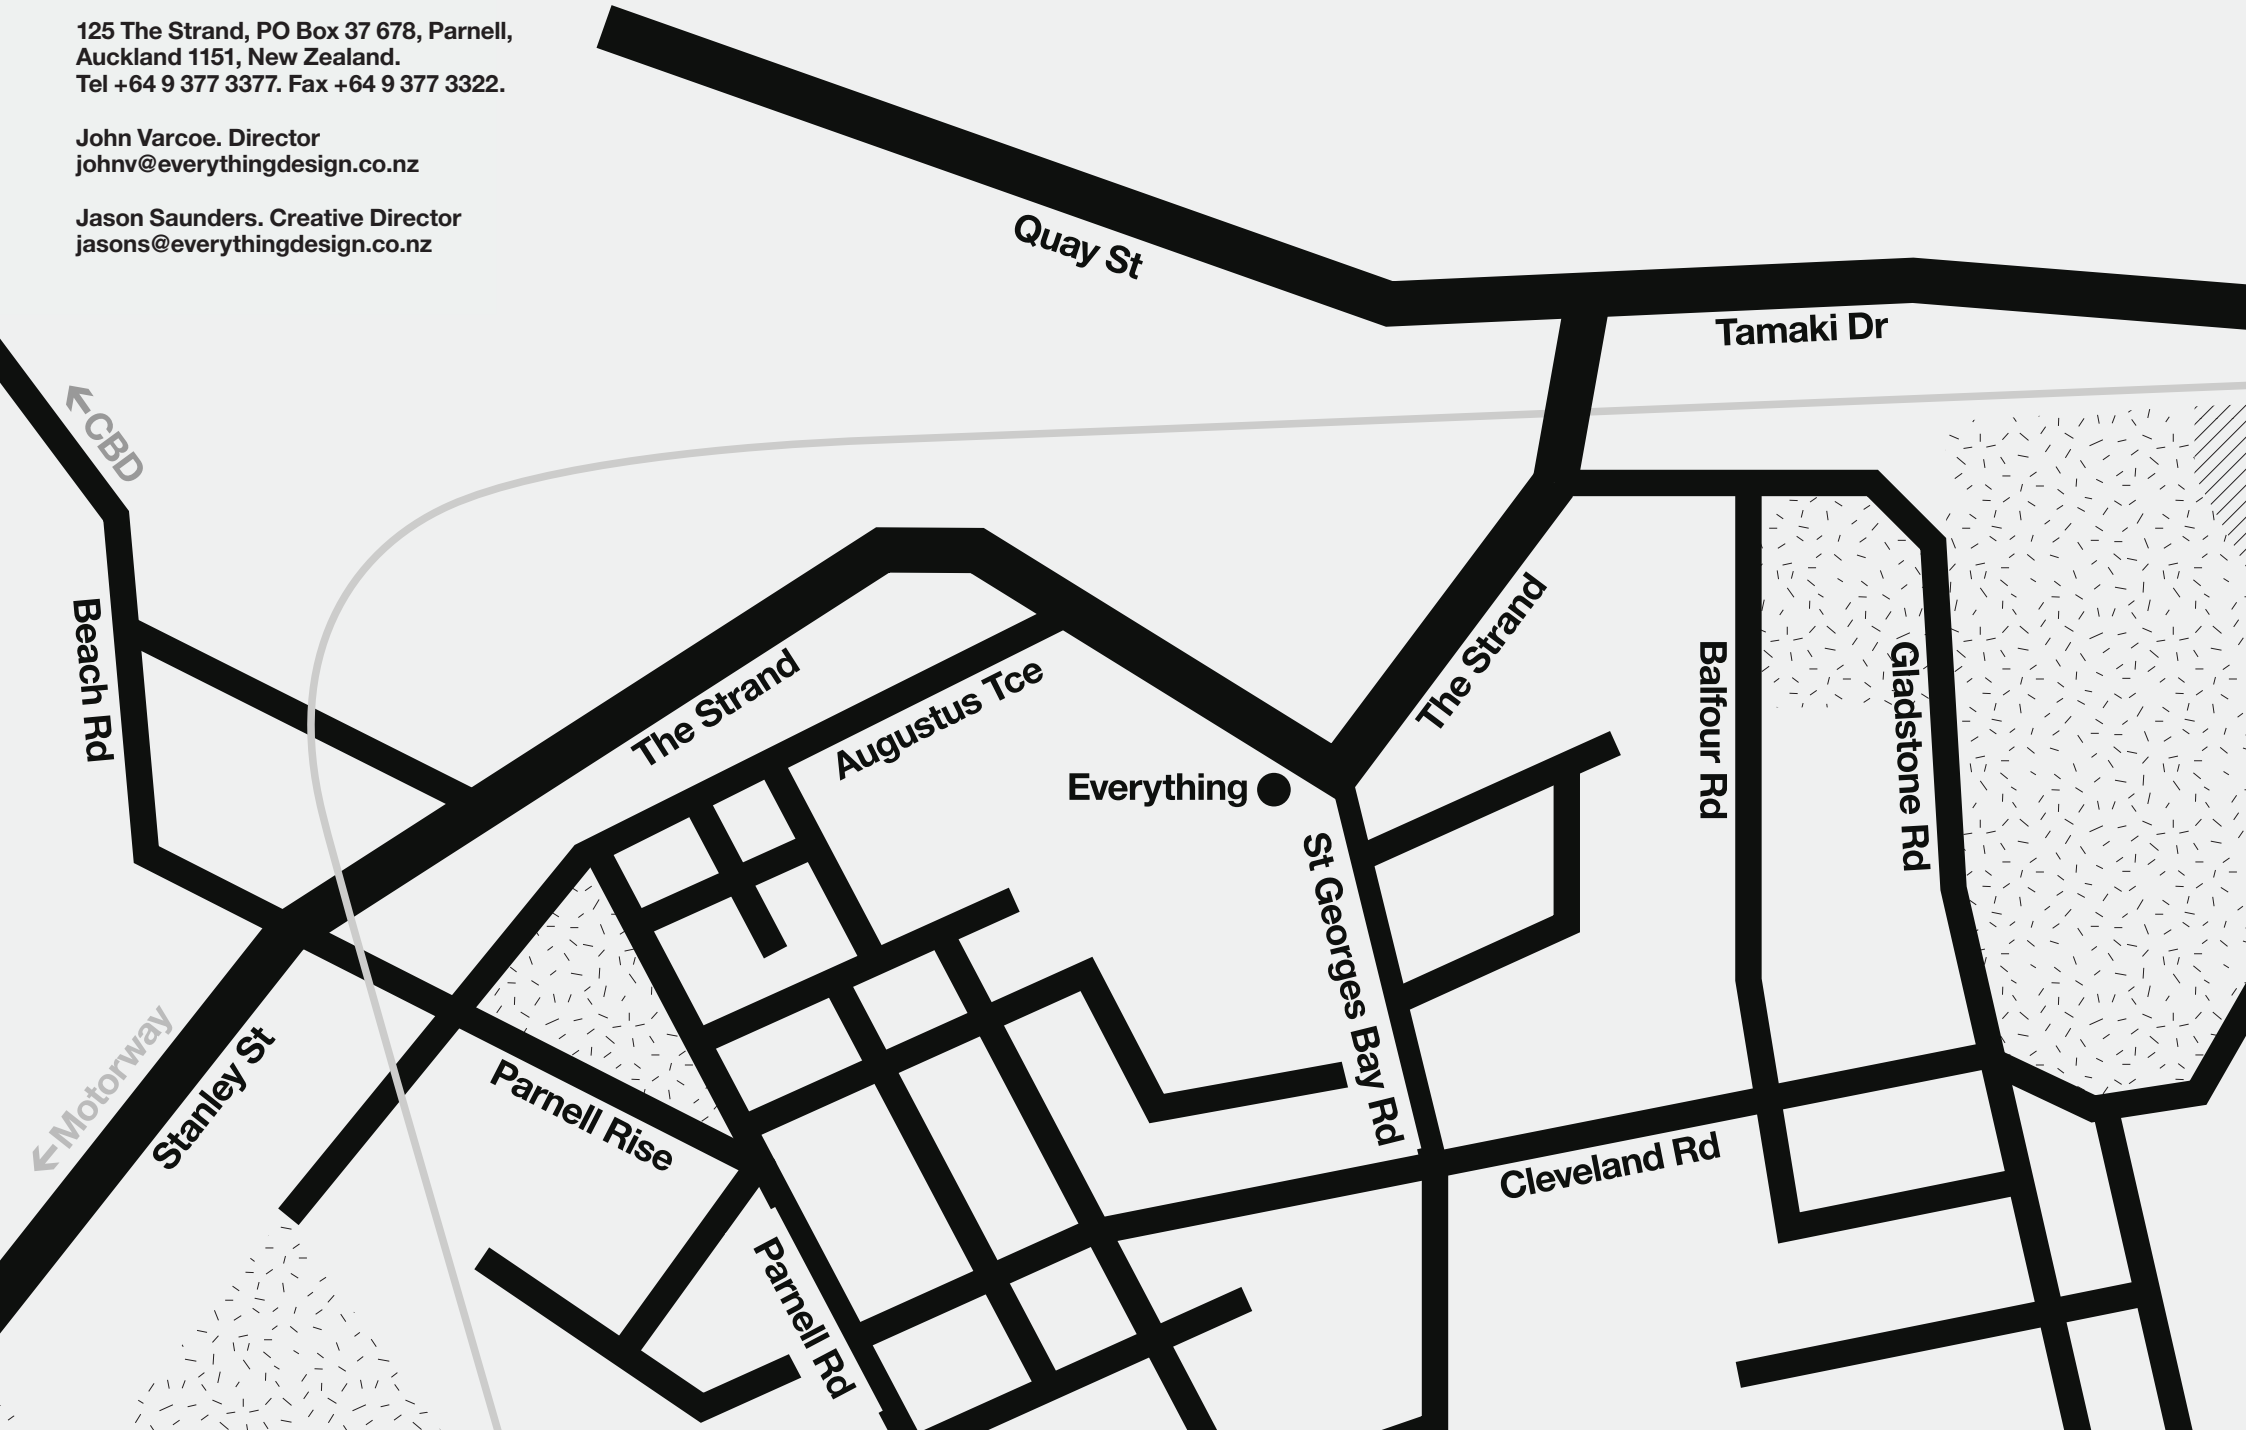 125 The Strand, PO Box 37 678, Parnell,
Auckland 1151, New Zealand.
Tel +64 9 377 3377. Fax +64 9 377 3322.
John Varcoe. Director
johnv@everythingdesign.co.nz
Jason Saunders. Creative Director
jasons@everythingdesign.co.nz
Quay St
Tamaki Dr
←CBD
Beach Rd
The Strand
Augustus Tce
Everything
The Strand
Balfour Rd
Gladstone Rd
St Georges Bay Rd
←Motorway
Stanley St
Parnell Rise
Cleveland Rd
Parnell Rd